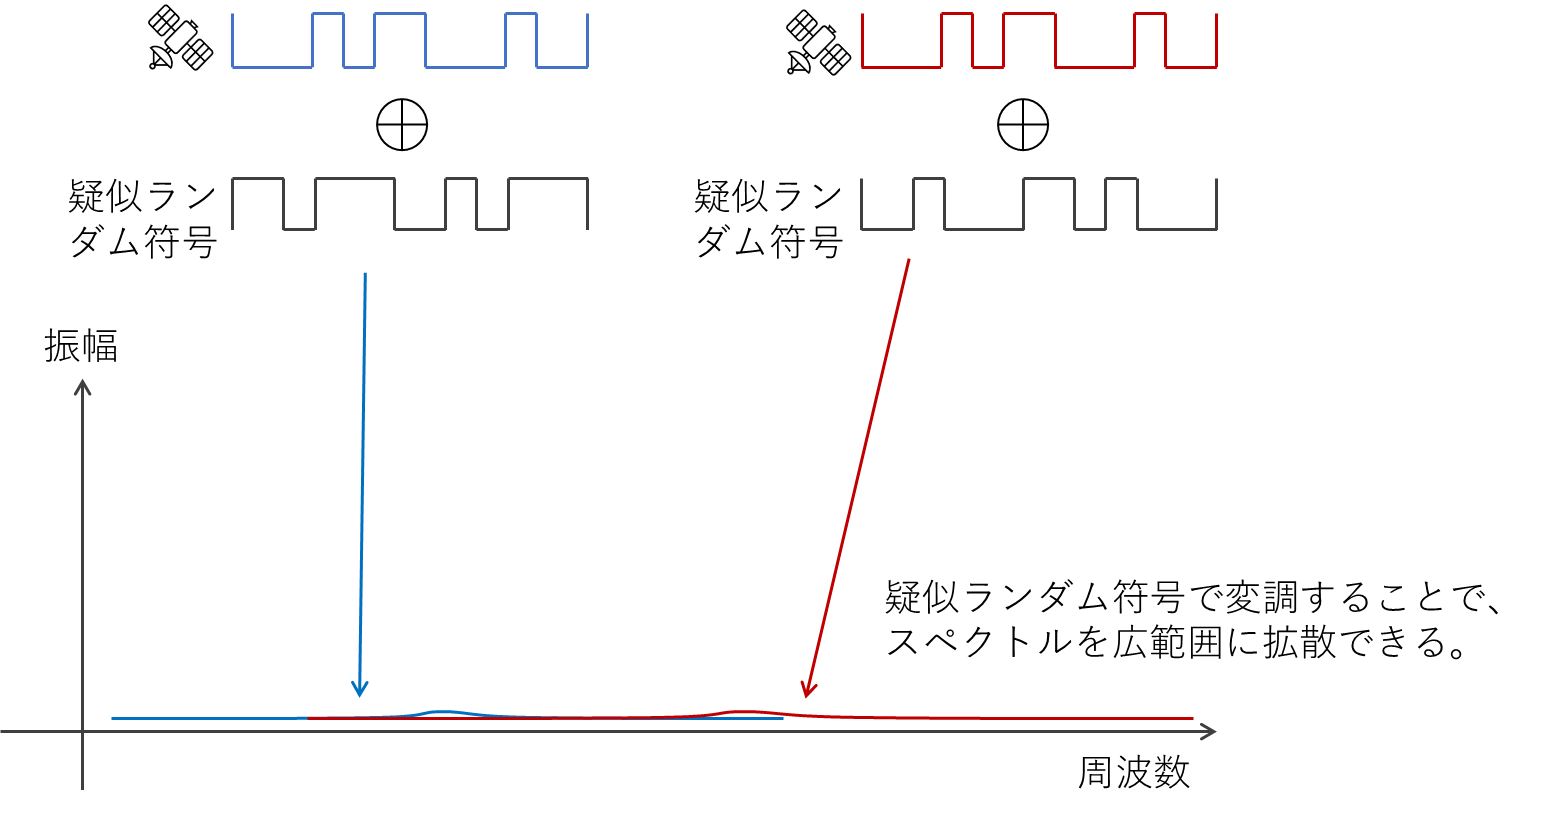 疑似ラン
ダム符号
疑似ラン
ダム符号
振幅
疑似ランダム符号で変調することで、
スペクトルを広範囲に拡散できる。
周波数